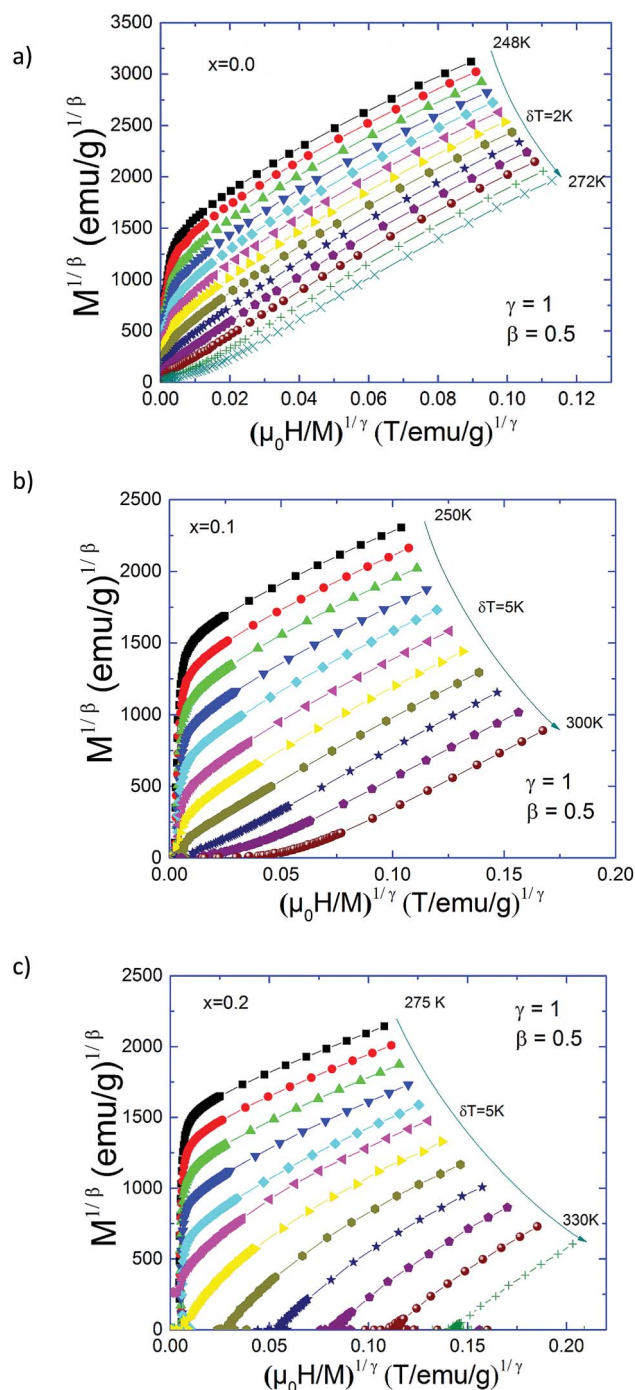 a)
3500
3000
2500
2000
1500
1000
500
0
x=0.0
248K
δT=2K
272K
γ = 1
β = 0.5
M^{1/β} (emu/g)^{1/β}
0.00 0.02 0.04 0.06 0.08 0.10 0.12
(μ₀H/M)^{1/γ} (T/emu/g)^{1/γ}
b)
2500
2000
1500
1000
500
0
x=0.1
250K
δT=5K
300K
γ = 1
β = 0.5
M^{1/β} (emu/g)^{1/β}
0.00 0.05 0.10 0.15 0.20
(μ₀H/M)^{1/γ} (T/emu/g)^{1/γ}
c)
2500
2000
1500
1000
500
0
x=0.2
275 K
γ = 1
β = 0.5
δT=5K
330K
M^{1/β} (emu/g)^{1/β}
0.00 0.05 0.10 0.15 0.20
(μ₀H/M)^{1/γ} (T/emu/g)^{1/γ}